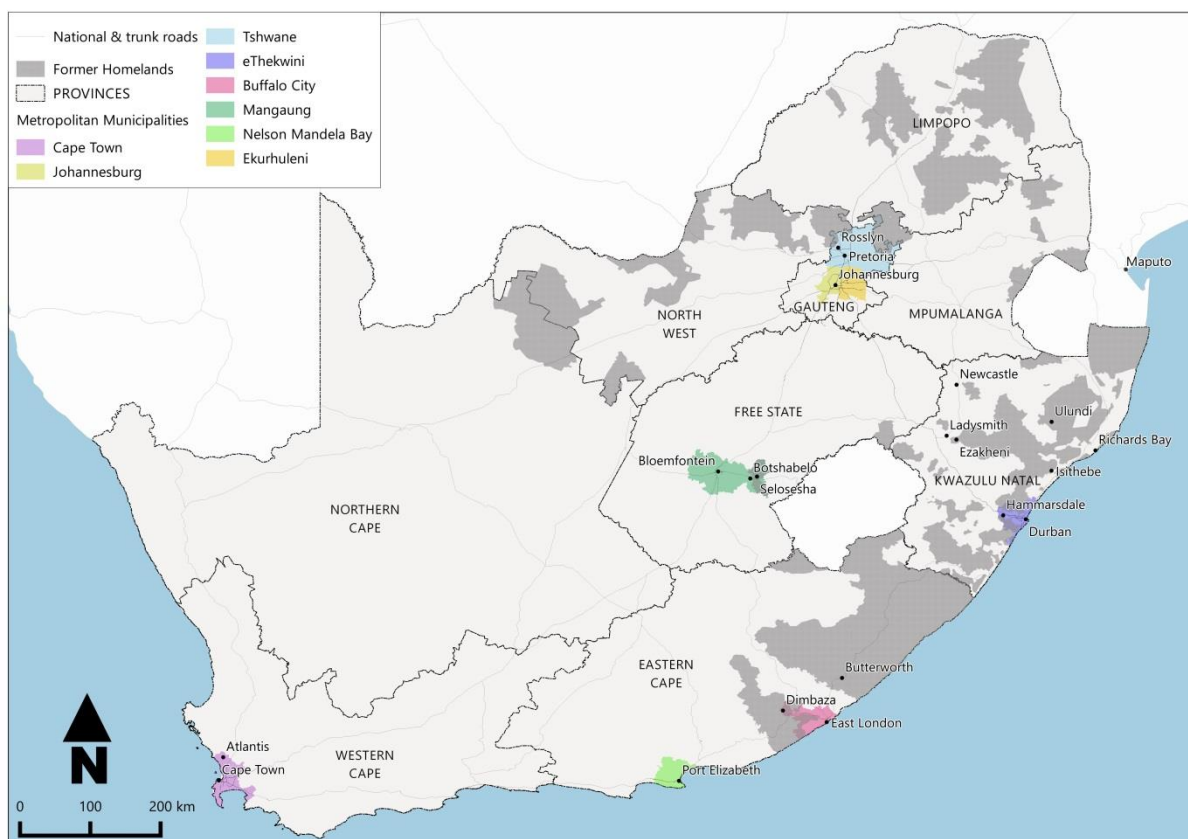 National & trunk roads
Former Homelands
PROVINCES
Metropolitan Municipalities
Cape Town
Johannesburg
Tshwane
eThekwini
Buffalo City
Mangaung
Nelson Mandela Bay
Ekurhuleni
LIMPOPO
Rosslyn
Pretoria
Johannesburg
Maputo
GAUTENG
NORTH
WEST
MPUMALANGA
Newcastle
FREE STATE
Ulundi
Ladysmith
Ezakheni
Richards Bay
Bloemfontein
Botshabelo
Selosesha
Isithebe
KWAZULU NATAL
Hammarsdale
Durban
NORTHERN
CAPE
EASTERN
CAPE
Butterworth
Dimbaza
East London
Atlantis
Cape Town
WESTERN
CAPE
Port Elizabeth
N
0 100 200 km